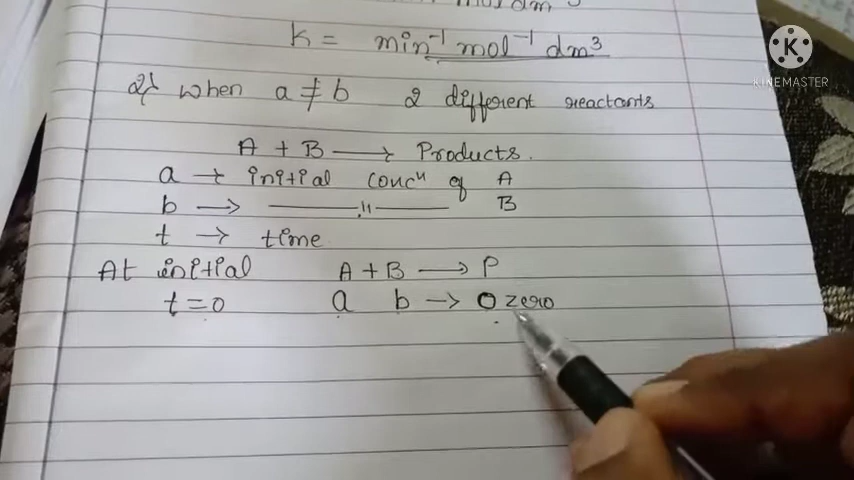 K = min⁻¹ mol⁻¹ dm³
KINEMASTER
2} when a ≠ b 2 different reactants
A + B → Products.
a → initial concⁿ of A
b → ——〃—— B
t → time
At initial A + B → P
t = 0 a b → 0 zero